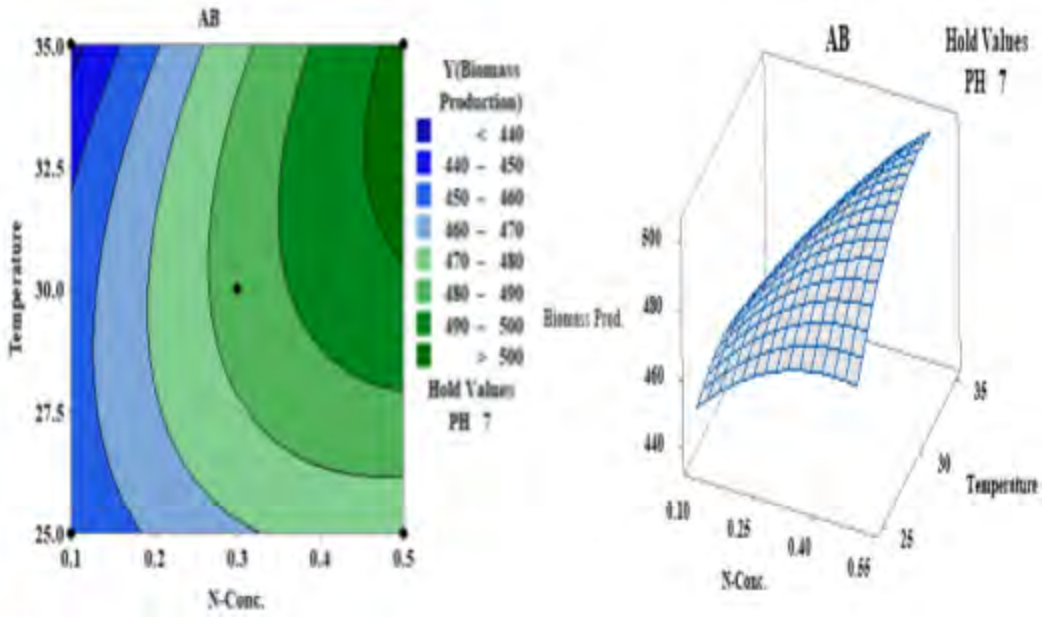 AB
35.0
32.5
30.0
27.5
25.0
Temperature
0.1
0.2
0.3
0.4
0.5
N-Conc.
Y(Biomass
Production)
< 440
440 - 450
450 - 460
460 - 470
470 - 480
480 - 490
490 - 500
> 500
Hold Values
PH 7
AB
Hold Values
PH 7
480
460
440
Biomass Prod.
0.10
0.25
0.40
0.55
N-Conc.
25
30
35
Temperature